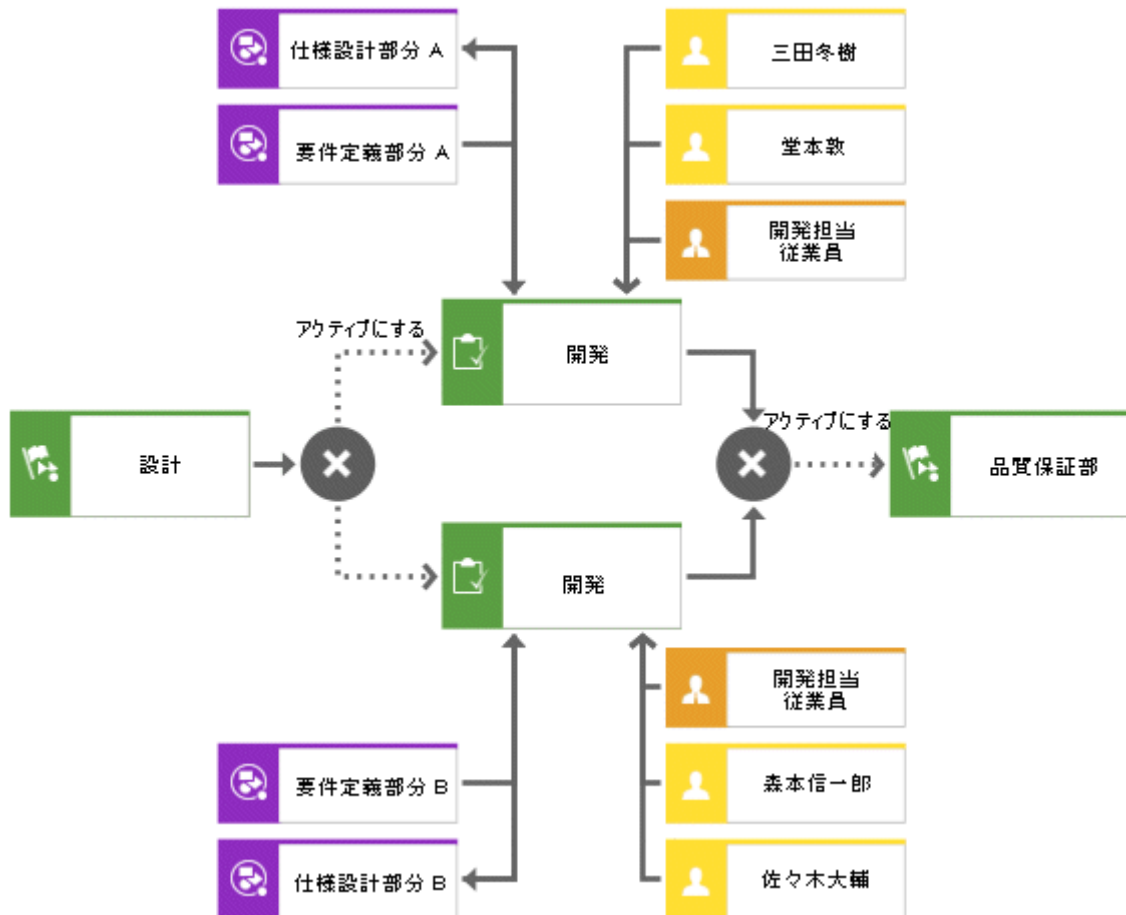 仕様設計部分 A
三田冬樹
要件定義部分 A
堂本敦
開発担当
従業員
アクティブにする
開発
アクティブにする
設計
品質保証部
開発
開発担当
従業員
要件定義部分 B
森本信一郎
仕様設計部分 B
佐々木大輔